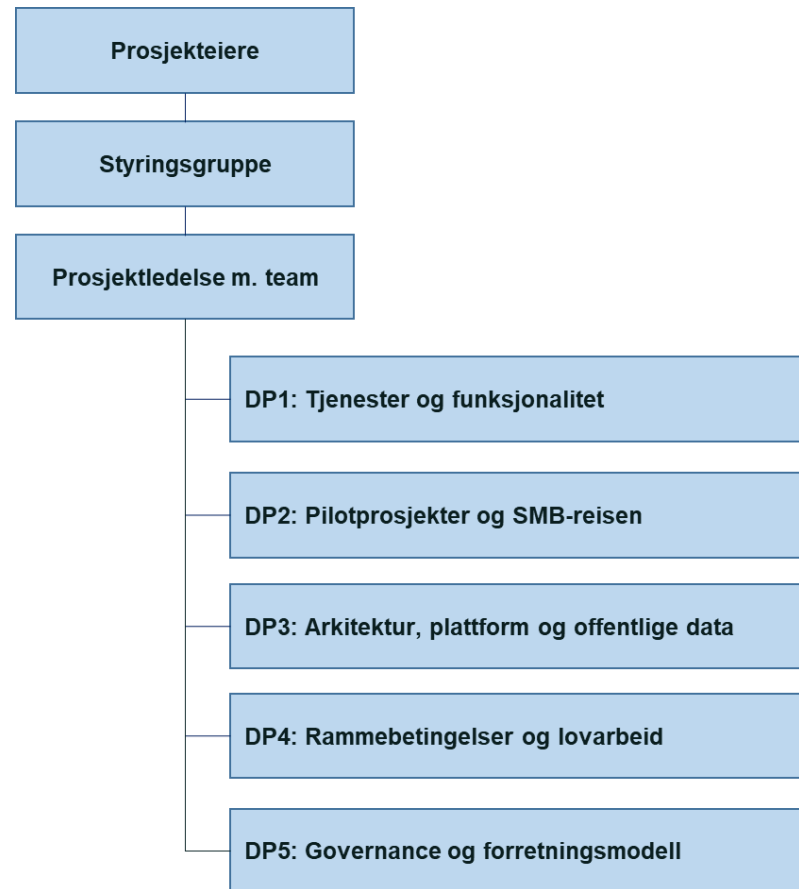 Prosjekteiere
Styringsgruppe
Prosjektledelse m. team
DP1: Tjenester og funksjonalitet
DP2: Pilotprosjekter og SMB-reisen
DP3: Arkitektur, plattform og offentlige data
DP4: Rammebetingelser og lovarbeid
DP5: Governance og forretningsmodell